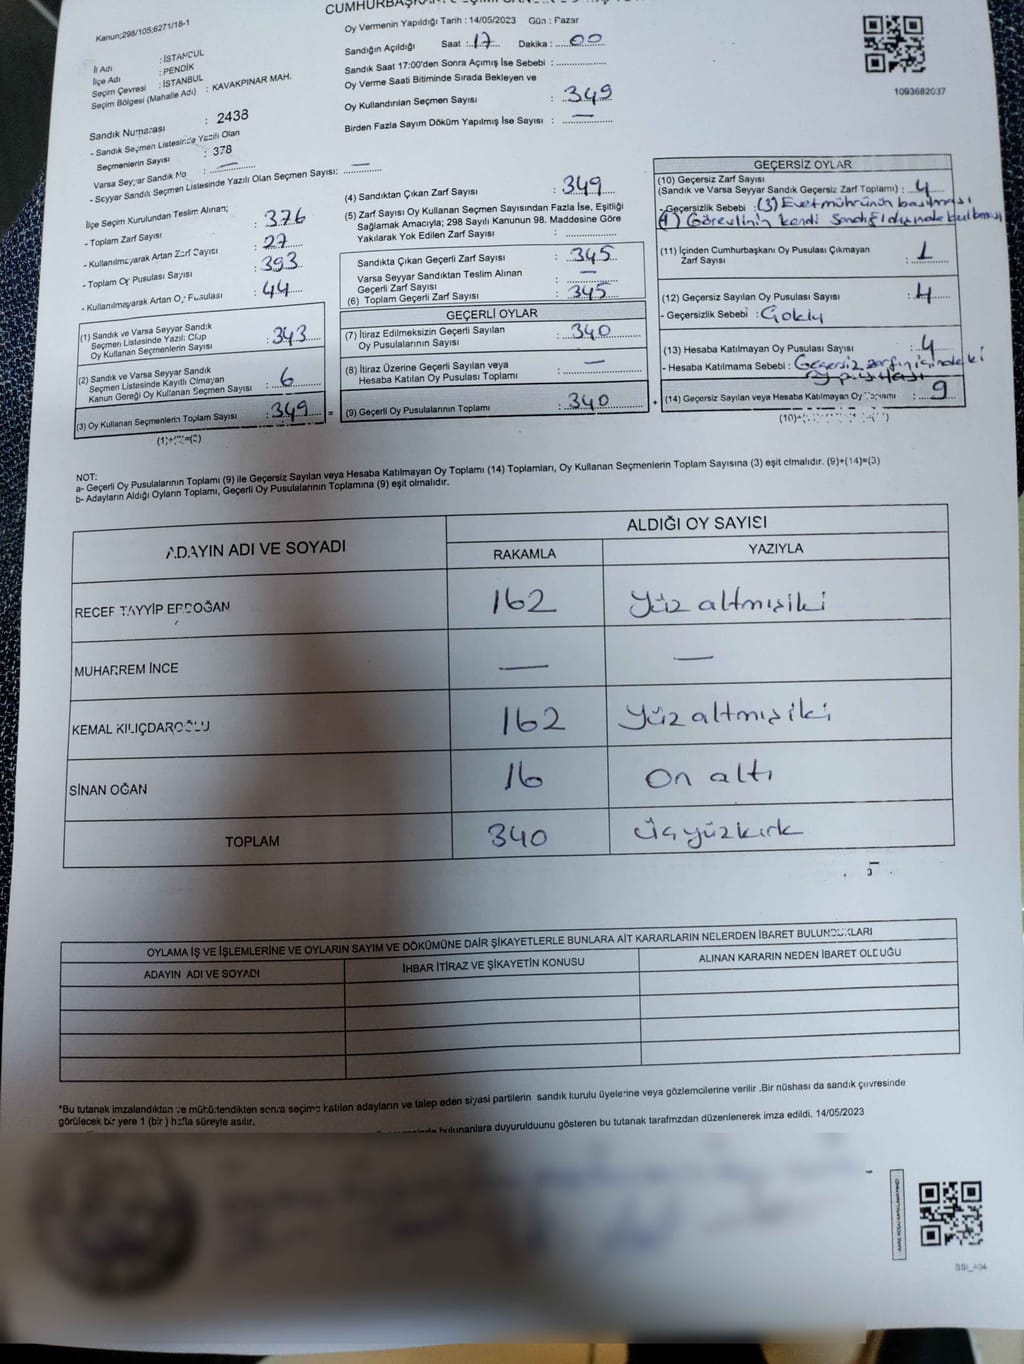 Kanun;298/105;6271/18-1
Oy Vermenin Yapıldığı Tarih : 14/05/2023 Gün : Pazar
Sandığın Açıldığı Saat : 17 Dakika : 00
Sandık Saat 17:00'den Sonra Açımış İse Sebebi :
Oy Verme Saati Bitiminde Sırada Bekleyen ve
Oy Kullandırılan Seçmen Sayısı : 349
Birden Fazla Sayım Döküm Yapılmış İse Sayısı : —
1093682037
İl Adı : İSTANBUL
İlçe Adı : PENDİK
Seçim Çevresi : İSTANBUL
Seçim Bölgesi (Mahalle Adı) : KAVAKPINAR MAH.
Sandık Numarası : 2438
- Sandık Seçmen Listesinde Yazılı Olan
Seçmenlerin Sayısı : 378
Varsa Seyyar Sandık No : —
- Seyyar Sandık Seçmen Listesinde Yazılı Olan Seçmen Sayısı: —
İlçe Seçim Kurulundan Teslim Alınan;
- Toplam Zarf Sayısı : 376
- Kullanılmayarak Artan Zarf Sayısı : 27
- Toplam Oy Pusulası Sayısı : 393
- Kullanılmayarak Artan Oy Pusulası : 44
(1) Sandık ve Varsa Seyyar Sandık
Seçmen Listesinde Yazılı Olup
Oy Kullanan Seçmenlerin Sayısı : 343
(2) Sandık ve Varsa Seyyar Sandık
Seçmen Listesinde Kayıtlı Olmayan
Kanun Gereği Oy Kullanan Seçmen Sayısı : 6
(3) Oy Kullanan Seçmenlerin Toplam Sayısı : 349 =
(4) Sandıktan Çıkan Zarf Sayısı : 349
(5) Zarf Sayısı Oy Kullanan Seçmen Sayısından Fazla İse, Eşitliği
Sağlamak Amacıyla; 298 Sayılı Kanunun 98. Maddesine Göre
Yakılarak Yok Edilen Zarf Sayısı :
Sandıkta Çıkan Geçerli Zarf Sayısı : 345
Varsa Seyyar Sandıktan Teslim Alınan
Geçerli Zarf Sayısı : —
(6) Toplam Geçerli Zarf Sayısı : 345
GEÇERLİ OYLAR
(7) İtiraz Edilmeksizin Geçerli Sayılan
Oy Pusulalarının Sayısı : 340
(8) İtiraz Üzerine Geçerli Sayılan veya
Hesaba Katılan Oy Pusulası Toplamı : —
(9) Geçerli Oy Pusulalarının Toplamı : 340 +
GEÇERSİZ OYLAR
(10) Geçersiz Zarf Sayısı
(Sandık ve Varsa Seyyar Sandık Geçersiz Zarf Toplamı) : 4
-Geçersizlik Sebebi : (3) Evet mührünün basılması
(1) Görevlinin kendi Sandığı dışında bulması
(11) İçinden Cumhurbaşkanı Oy Pusulası Çıkmayan
Zarf Sayısı : 1
(12) Geçersiz Sayılan Oy Pusulası Sayısı : 4
- Geçersizlik Sebebi :
(13) Hesaba Katılmayan Oy Pusulası Sayısı : 4
- Hesaba Katılmama Sebebi : Geçersiz zarfın içindeki
oy pusulası
(14) Geçersiz Sayılan veya Hesaba Katılmayan Oy Toplamı : 9
NOT:
a- Geçerli Oy Pusulalarının Toplamı (9) ile Geçersiz Sayılan veya Hesaba Katılmayan Oy Toplamı (14) Toplamları, Oy Kullanan Seçmenlerin Toplam Sayısına (3) eşit olmalıdır. (9)+(14)=(3)
b- Adayların Aldığı Oyların Toplamı, Geçerli Oy Pusulalarının Toplamına (9) eşit olmalıdır.
ADAYIN ADI VE SOYADI
ALDIĞI OY SAYISI
RAKAMLA YAZIYLA
RECEP TAYYİP ERDOĞAN 162 Yüz altmışiki
MUHARREM İNCE — —
KEMAL KILIÇDAROĞLU 162 Yüz altmışiki
SİNAN OĞAN 16 on altı
TOPLAM 340 üçyüzkırk
3
OYLAMA İŞ VE İŞLEMLERİNE VE OYLARIN SAYIM VE DÖKÜMÜNE DAİR ŞİKAYETLERLE BUNLARA AİT KARARLARIN NELERDEN İBARET BULUNDUKLARI
ADAYIN ADI VE SOYADI İHBAR İTİRAZ VE ŞİKAYETİN KONUSU ALINAN KARARIN NEDEN İBARET OLDUĞU
*Bu tutanak imzalandıktan ve mühürlendikten sonra seçime katılan adayların ve talep eden siyasi partilerin sandık kurulu üyelerine veya gözlemcilerine verilir .Bir nüshası da sandık çevresinde
görülecek bir yere 1 (bir ) hafta süreyle asılır.
bulunanlara duyurulduunu gösteren bu tutanak tarafmzdan düzenlenerek imza edildi. 14/05/2023
SSI_404